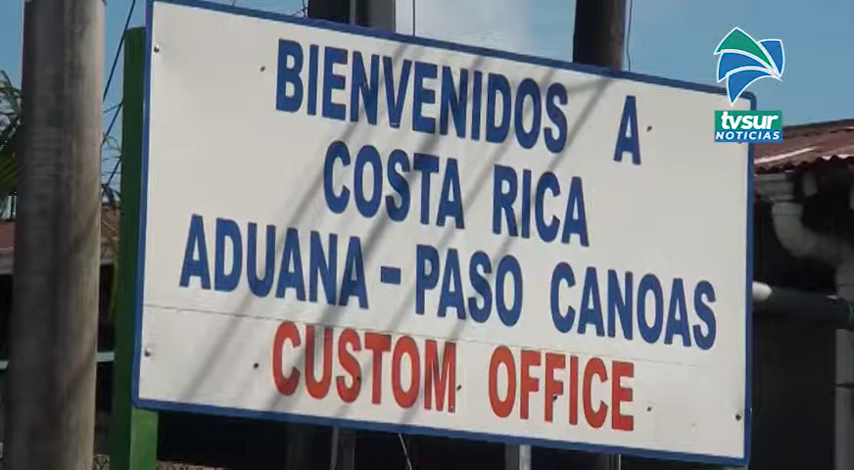 BIENVENIDOS A
COSTA RICA
ADUANA - PASO CANOAS
CUSTOM OFFICE
tvsur
NOTICIAS